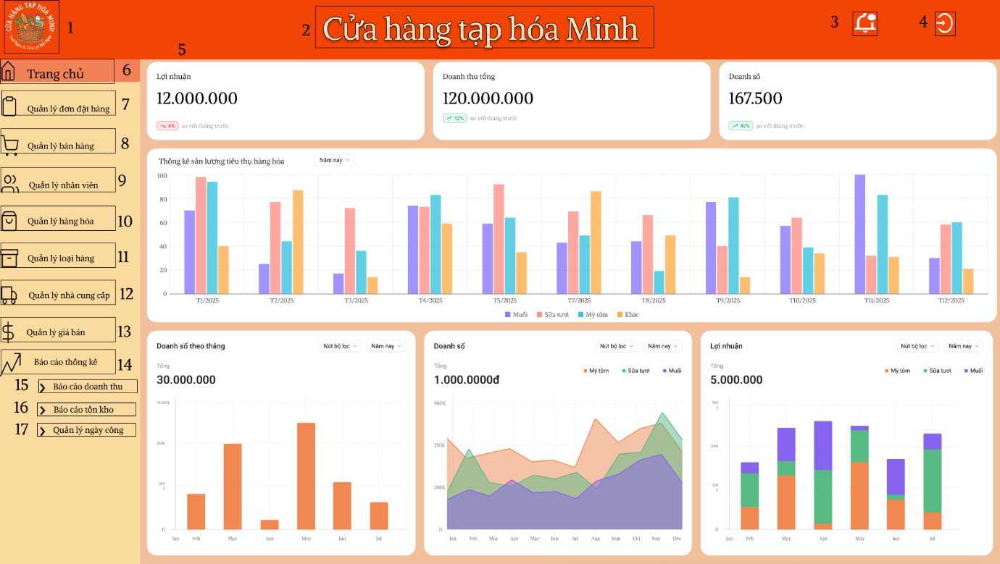 CỬA HÀNG TẠP HÓA MINH
1
2
Cửa hàng tạp hóa Minh
3
4
5
Trang chủ
6
Quản lý đơn đặt hàng
7
Quản lý bán hàng
8
Quản lý nhân viên
9
Quản lý hàng hóa
10
Quản lý loại hàng
11
Quản lý nhà cung cấp
12
Quản lý giá bán
13
Báo cáo thống kê
14
15
Báo cáo doanh thu
16
Báo cáo tồn kho
17
Quản lý ngày công
Lợi nhuận
12.000.000
4% so với tháng trước
Doanh thu tổng
120.000.000
12% so với tháng trước
Doanh số
167.500
42% so với tháng trước
Thống kê sản lượng tiêu thụ hàng hóa
Năm nay
100
80
60
40
20
0
T1/2025 T2/2025 T3/2025 T4/2025 T5/2025 T7/2025 T8/2025 T9/2025 T10/2025 T11/2025 T12/2025
Muối Sữa tươi Mỳ tôm Khác
Doanh số theo tháng
Nút bộ lọc
Năm nay
Tổng
30.000.000
250k
0
Jan Feb Mar Apr May Jun Jul
Doanh số
Nút bộ lọc
Năm nay
Tổng
1.000.0000đ
Mỳ tôm Sữa tươi Muối
500K
250k
200k
0
Jan Feb Mar Apr May Jun Jul Aug Sept Oct Nov Dec
Lợi nhuận
Nút bộ lọc
Năm nay
Tổng
5.000.000
Mỳ tôm Sữa tươi Muối
0
Jan Feb Mar Apr May Jun Jul